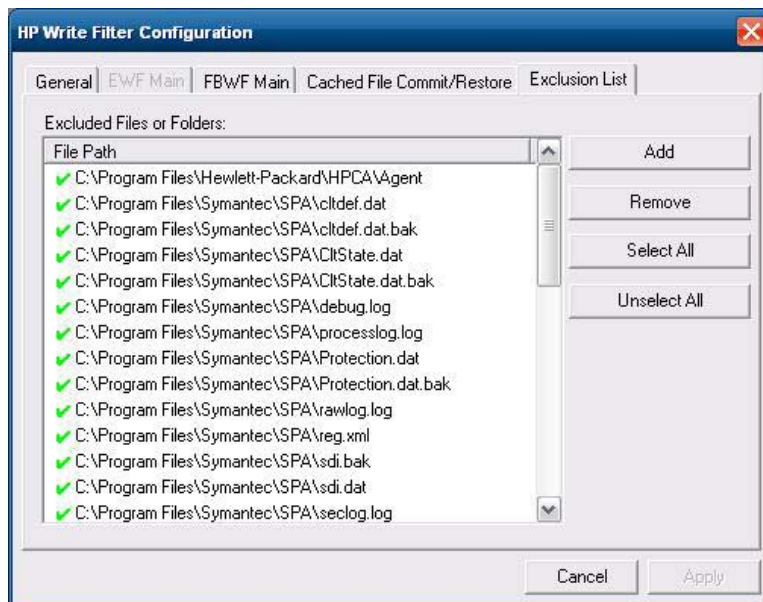 HP Write Filter Configuration
General EWF Main FBWF Main Cached File Commit/Restore Exclusion List
Excluded Files or Folders:
File Path
C:\Program Files\Hewlett-Packard\HPCA\Agent
C:\Program Files\Symantec\SPA\cltdef.dat
C:\Program Files\Symantec\SPA\cltdef.dat.bak
C:\Program Files\Symantec\SPA\CltState.dat
C:\Program Files\Symantec\SPA\CltState.dat.bak
C:\Program Files\Symantec\SPA\debug.log
C:\Program Files\Symantec\SPA\processlog.log
C:\Program Files\Symantec\SPA\Protection.dat
C:\Program Files\Symantec\SPA\Protection.dat.bak
C:\Program Files\Symantec\SPA\rawlog.log
C:\Program Files\Symantec\SPA\reg.xml
C:\Program Files\Symantec\SPA\sdi.bak
C:\Program Files\Symantec\SPA\sdi.dat
C:\Program Files\Symantec\SPA\seclog.log
Add
Remove
Select All
Unselect All
Cancel Apply